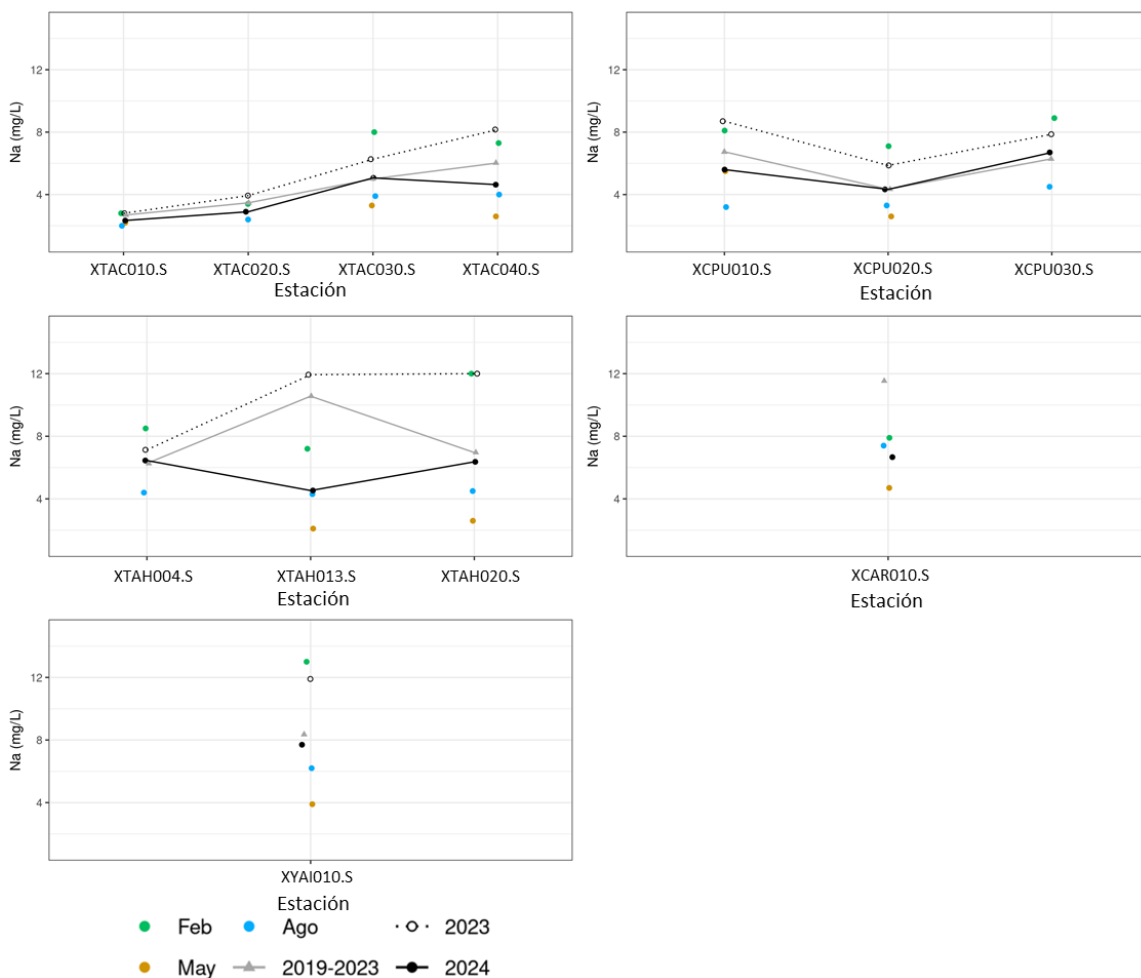 Na (mg/L)
12
8
4
XTAC010.S XTAC020.S XTAC030.S XTAC040.S
Estación
Na (mg/L)
12
8
4
XCPU010.S XCPU020.S XCPU030.S
Estación
Na (mg/L)
12
8
4
XTAH004.S XTAH013.S XTAH020.S
Estación
Na (mg/L)
12
8
4
XCAR010.S
Estación
Na (mg/L)
12
8
4
XYAI010.S
Estación
Feb Ago 2023
May 2019-2023 2024